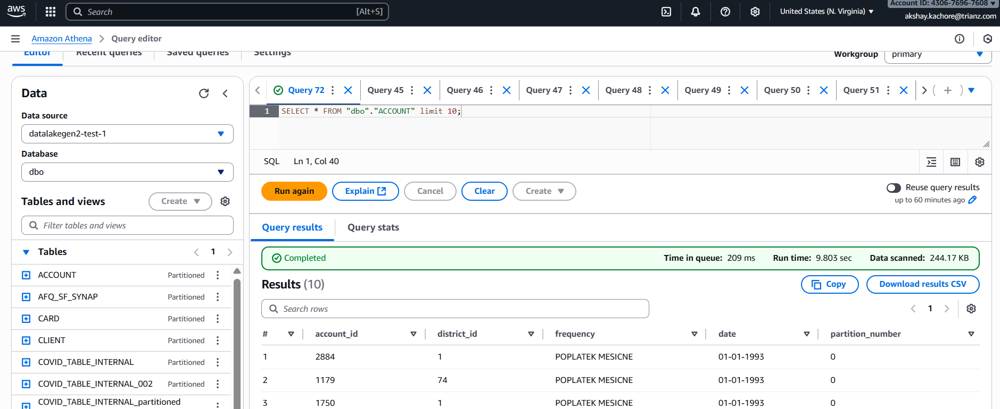 aws Search [Alt+S] United States (N. Virginia) Account ID: 4306-7696-7608
akshay.kachore@trianz.com
Amazon Athena Query editor
Editor Recent queries Saved queries Settings Workgroup primary
Data
Data source
datalakegen2-test-1
Database
dbo
Tables and views Create
Filter tables and views
Tables 1
ACCOUNT Partitioned
AFQ_SF_SYNAP Partitioned
CARD Partitioned
CLIENT Partitioned
COVID_TABLE_INTERNAL Partitioned
COVID_TABLE_INTERNAL_002 Partitioned
COVID_TABLE_INTERNAL_partitioned
Query 72 Query 45 Query 46 Query 47 Query 48 Query 49 Query 50 Query 51
1 SELECT * FROM "dbo"."ACCOUNT" limit 10;
SQL Ln 1, Col 40
Run again Explain Cancel Clear Create Reuse query results
up to 60 minutes ago
Query results Query stats
Completed Time in queue: 209 ms Run time: 9.803 sec Data scanned: 244.17 KB
Results (10) Copy Download results CSV
Search rows 1
# account_id district_id frequency date partition_number
1 2884 1 POPLATEK MESICNE 01-01-1993 0
2 1179 74 POPLATEK MESICNE 01-01-1993 0
3 1750 1 POPLATEK MESICNE 01-01-1993 0